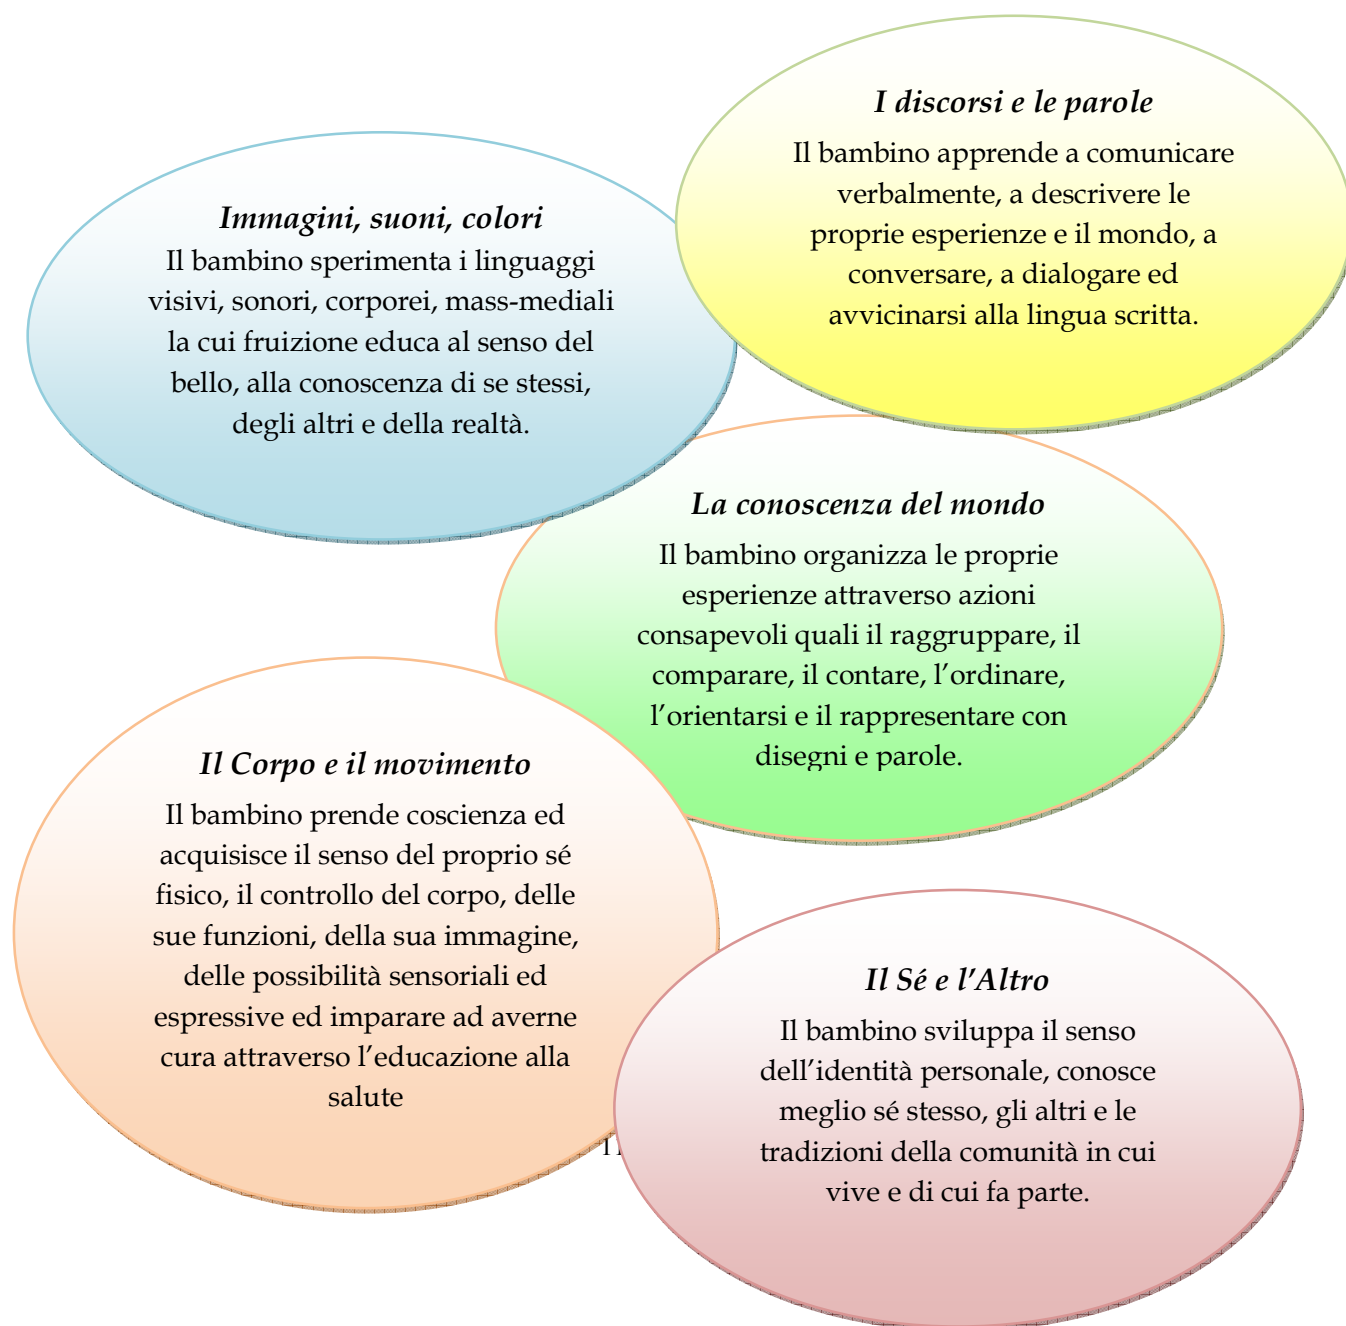 I discorsi e le parole
Il bambino apprende a comunicare
verbalmente, a descrivere le
proprie esperienze e il mondo, a
conversare, a dialogare ed
avvicinarsi alla lingua scritta.
Immagini, suoni, colori
Il bambino sperimenta i linguaggi
visivi, sonori, corporei, mass-mediali
la cui fruizione educa al senso del
bello, alla conoscenza di se stessi,
degli altri e della realtà.
La conoscenza del mondo
Il bambino organizza le proprie
esperienze attraverso azioni
consapevoli quali il raggruppare, il
comparare, il contare, l’ordinare,
l’orientarsi e il rappresentare con
disegni e parole.
Il Corpo e il movimento
Il bambino prende coscienza ed
acquisisce il senso del proprio sé
fisico, il controllo del corpo, delle
sue funzioni, della sua immagine,
delle possibilità sensoriali ed
espressive ed imparare ad averne
cura attraverso l’educazione alla
salute
Il Sé e l’Altro
Il bambino sviluppa il senso
dell’identità personale, conosce
meglio sé stesso, gli altri e le
tradizioni della comunità in cui
vive e di cui fa parte.